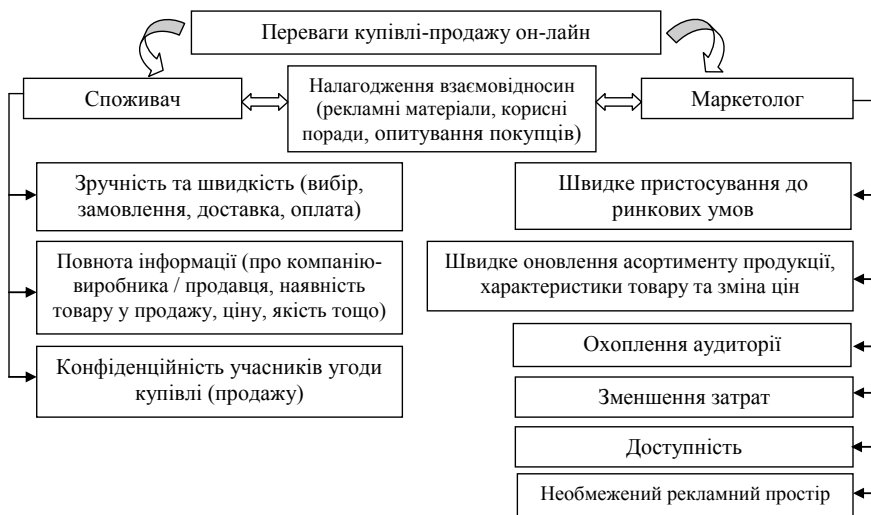 Переваги купівлі-продажу он-лайн
Споживач
Налагодження взаємовідносин
(рекламні матеріали, корисні
поради, опитування покупців)
Маркетолог
Зручність та швидкість (вибір,
замовлення, доставка, оплата)
Повнота інформації (про компанію-
виробника / продавця, наявність
товару у продажу, ціну, якість тощо)
Конфіденційність учасників угоди
купівлі (продажу)
Швидке пристосування до
ринкових умов
Швидке оновлення асортименту продукції,
характеристики товару та зміна цін
Охоплення аудиторії
Зменшення затрат
Доступність
Необмежений рекламний простір